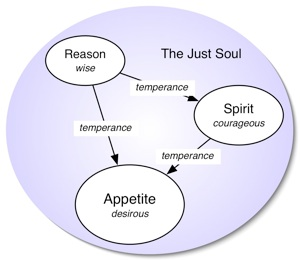 Reason
wise
The Just Soul
temperance
Spirit
courageous
temperance
temperance
Appetite
desirous